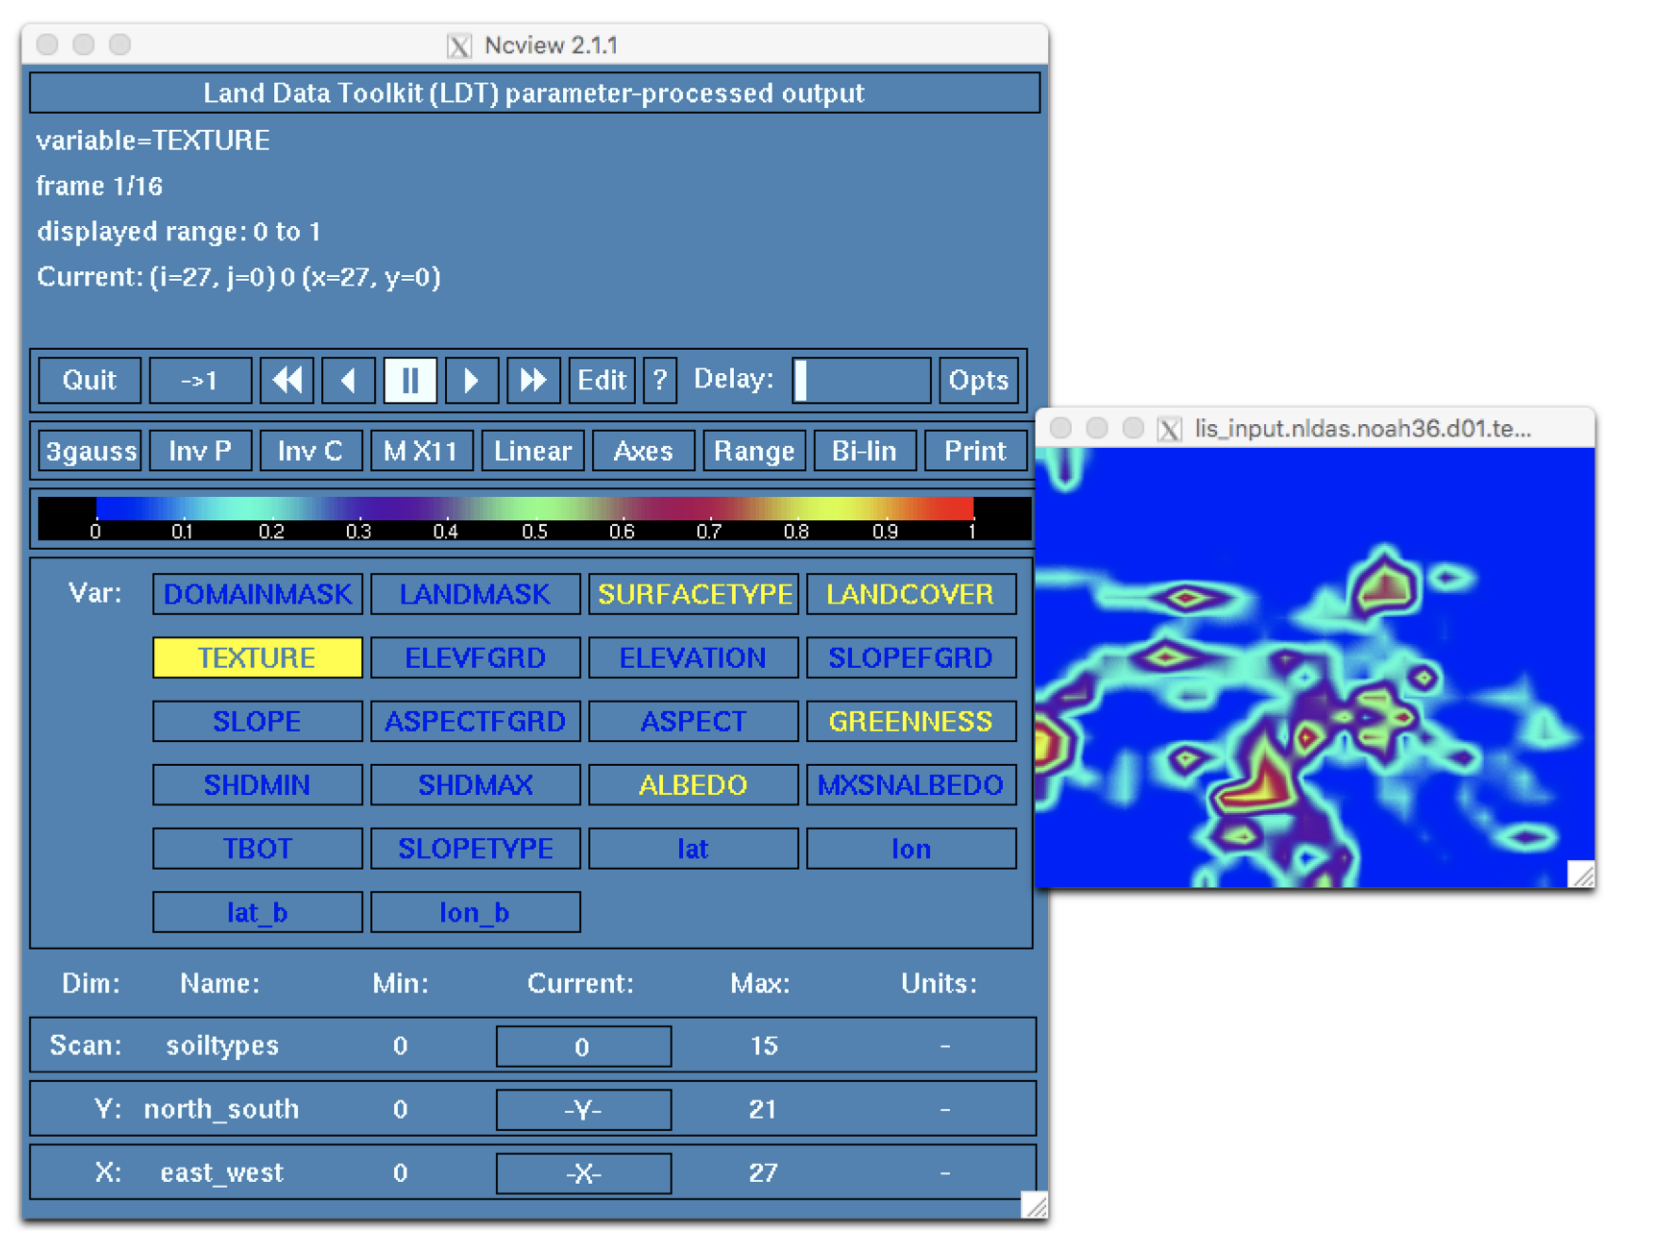 Ncview 2.1.1
Land Data Toolkit (LDT) parameter-processed output
variable=TEXTURE
frame 1/16
displayed range: 0 to 1
Current: (i=27, j=0) 0 (x=27, y=0)
Quit ->1 Edit ? Delay: Opts
3gauss Inv P Inv C M X11 Linear Axes Range Bi-lin Print
0 0.1 0.2 0.3 0.4 0.5 0.6 0.7 0.8 0.9 1
Var: DOMAINMASK LANDMASK SURFACETYPE LANDCOVER
TEXTURE ELEVFGRD ELEVATION SLOPEFGRD
SLOPE ASPECTFGRD ASPECT GREENNESS
SHDMIN SHDMAX ALBEDO MXSNALBEDO
TBOT SLOPETYPE lat lon
lat_b lon_b
Dim: Name: Min: Current: Max: Units:
Scan: soiltypes 0 0 15 -
Y: north_south 0 -Y- 21 -
X: east_west 0 -X- 27 -
lis_input.nldas.noah36.d01.te...